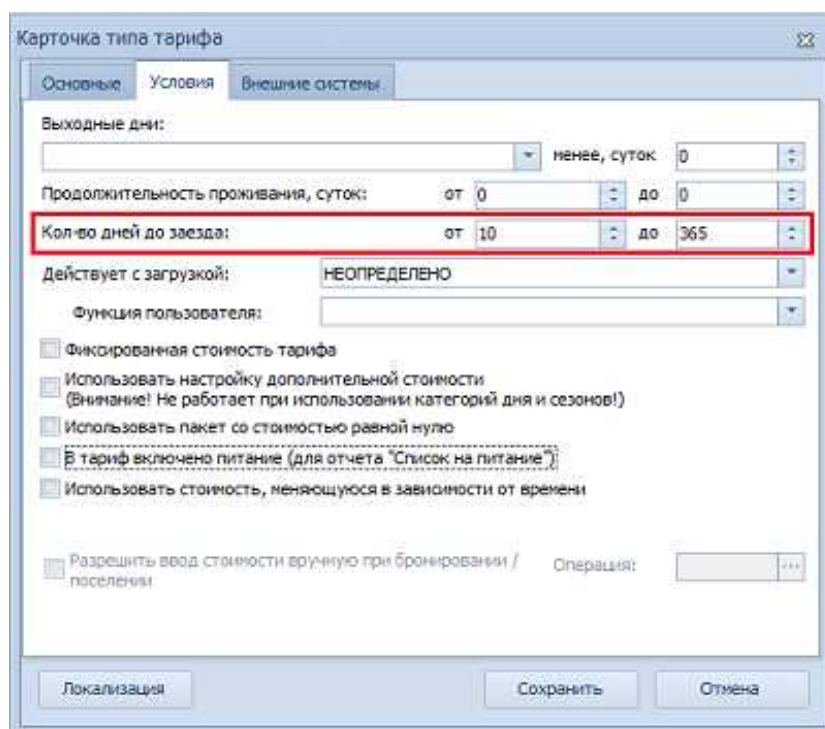 Карточка типа тарифа
Основные Условия Внешние системы
Выходные дни:
менее, суток 0
Продолжительность проживания, суток: от 0 до 0
Кол-во дней до заезда: от 10 до 365
Действует с загрузкой: НЕОПРЕДЕЛЕНО
Функция пользователя:
Фиксированная стоимость тарифа
Использовать настройку дополнительной стоимости
(Внимание! Не работает при использовании категорий дня и сезонов!)
Использовать пакет со стоимостью равной нулю
В тариф включено питание (для отчета "Список на питание")
Использовать стоимость, меняющуюся в зависимости от времени
Разрешить ввод стоимости вручную при бронировании / Операция: ...
поселении
Локализация Сохранить Отмена